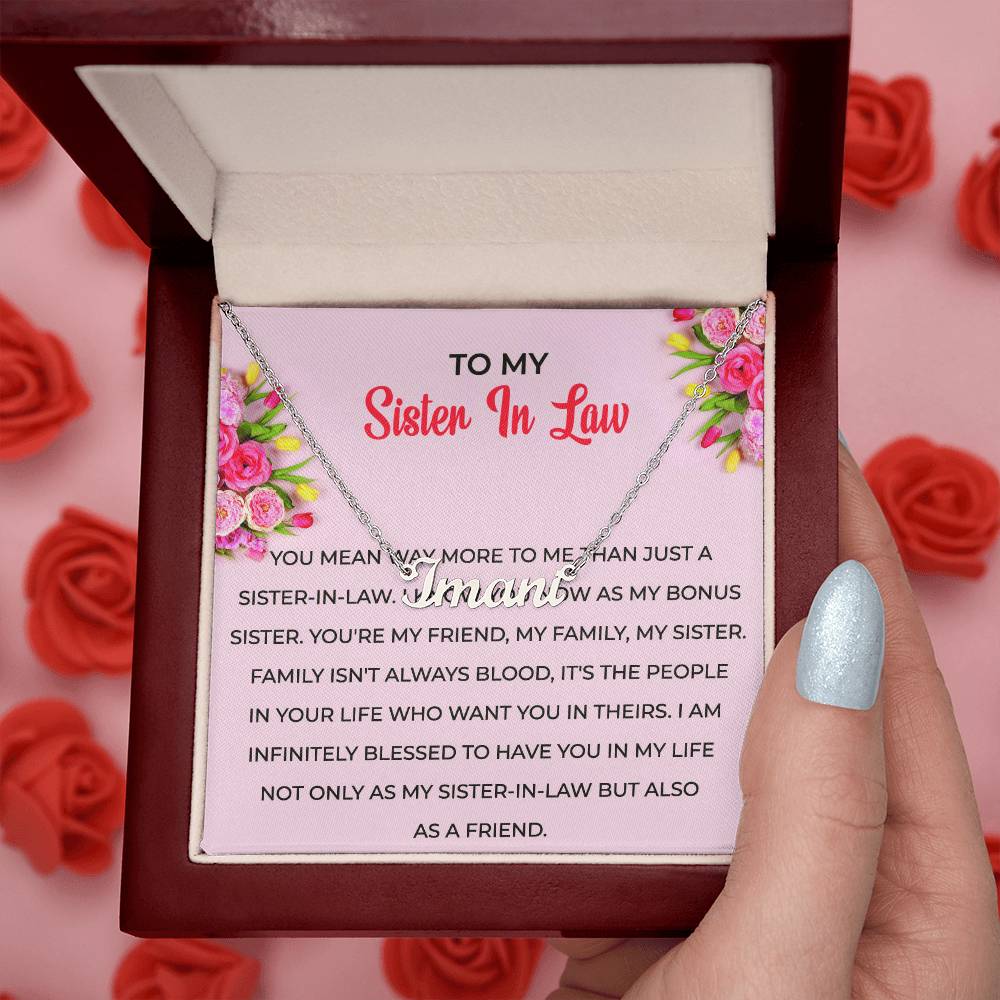 TO MY
Sister In Law
YOU MEAN WAY MORE TO ME THAN JUST A
Imani
SISTER-IN-LAW. AS MY BONUS
SISTER. YOU'RE MY FRIEND, MY FAMILY, MY SISTER.
FAMILY ISN'T ALWAYS BLOOD, IT'S THE PEOPLE
IN YOUR LIFE WHO WANT YOU IN THEIRS. I AM
INFINITELY BLESSED TO HAVE YOU IN MY LIFE
NOT ONLY AS MY SISTER-IN-LAW BUT ALSO
AS A FRIEND.